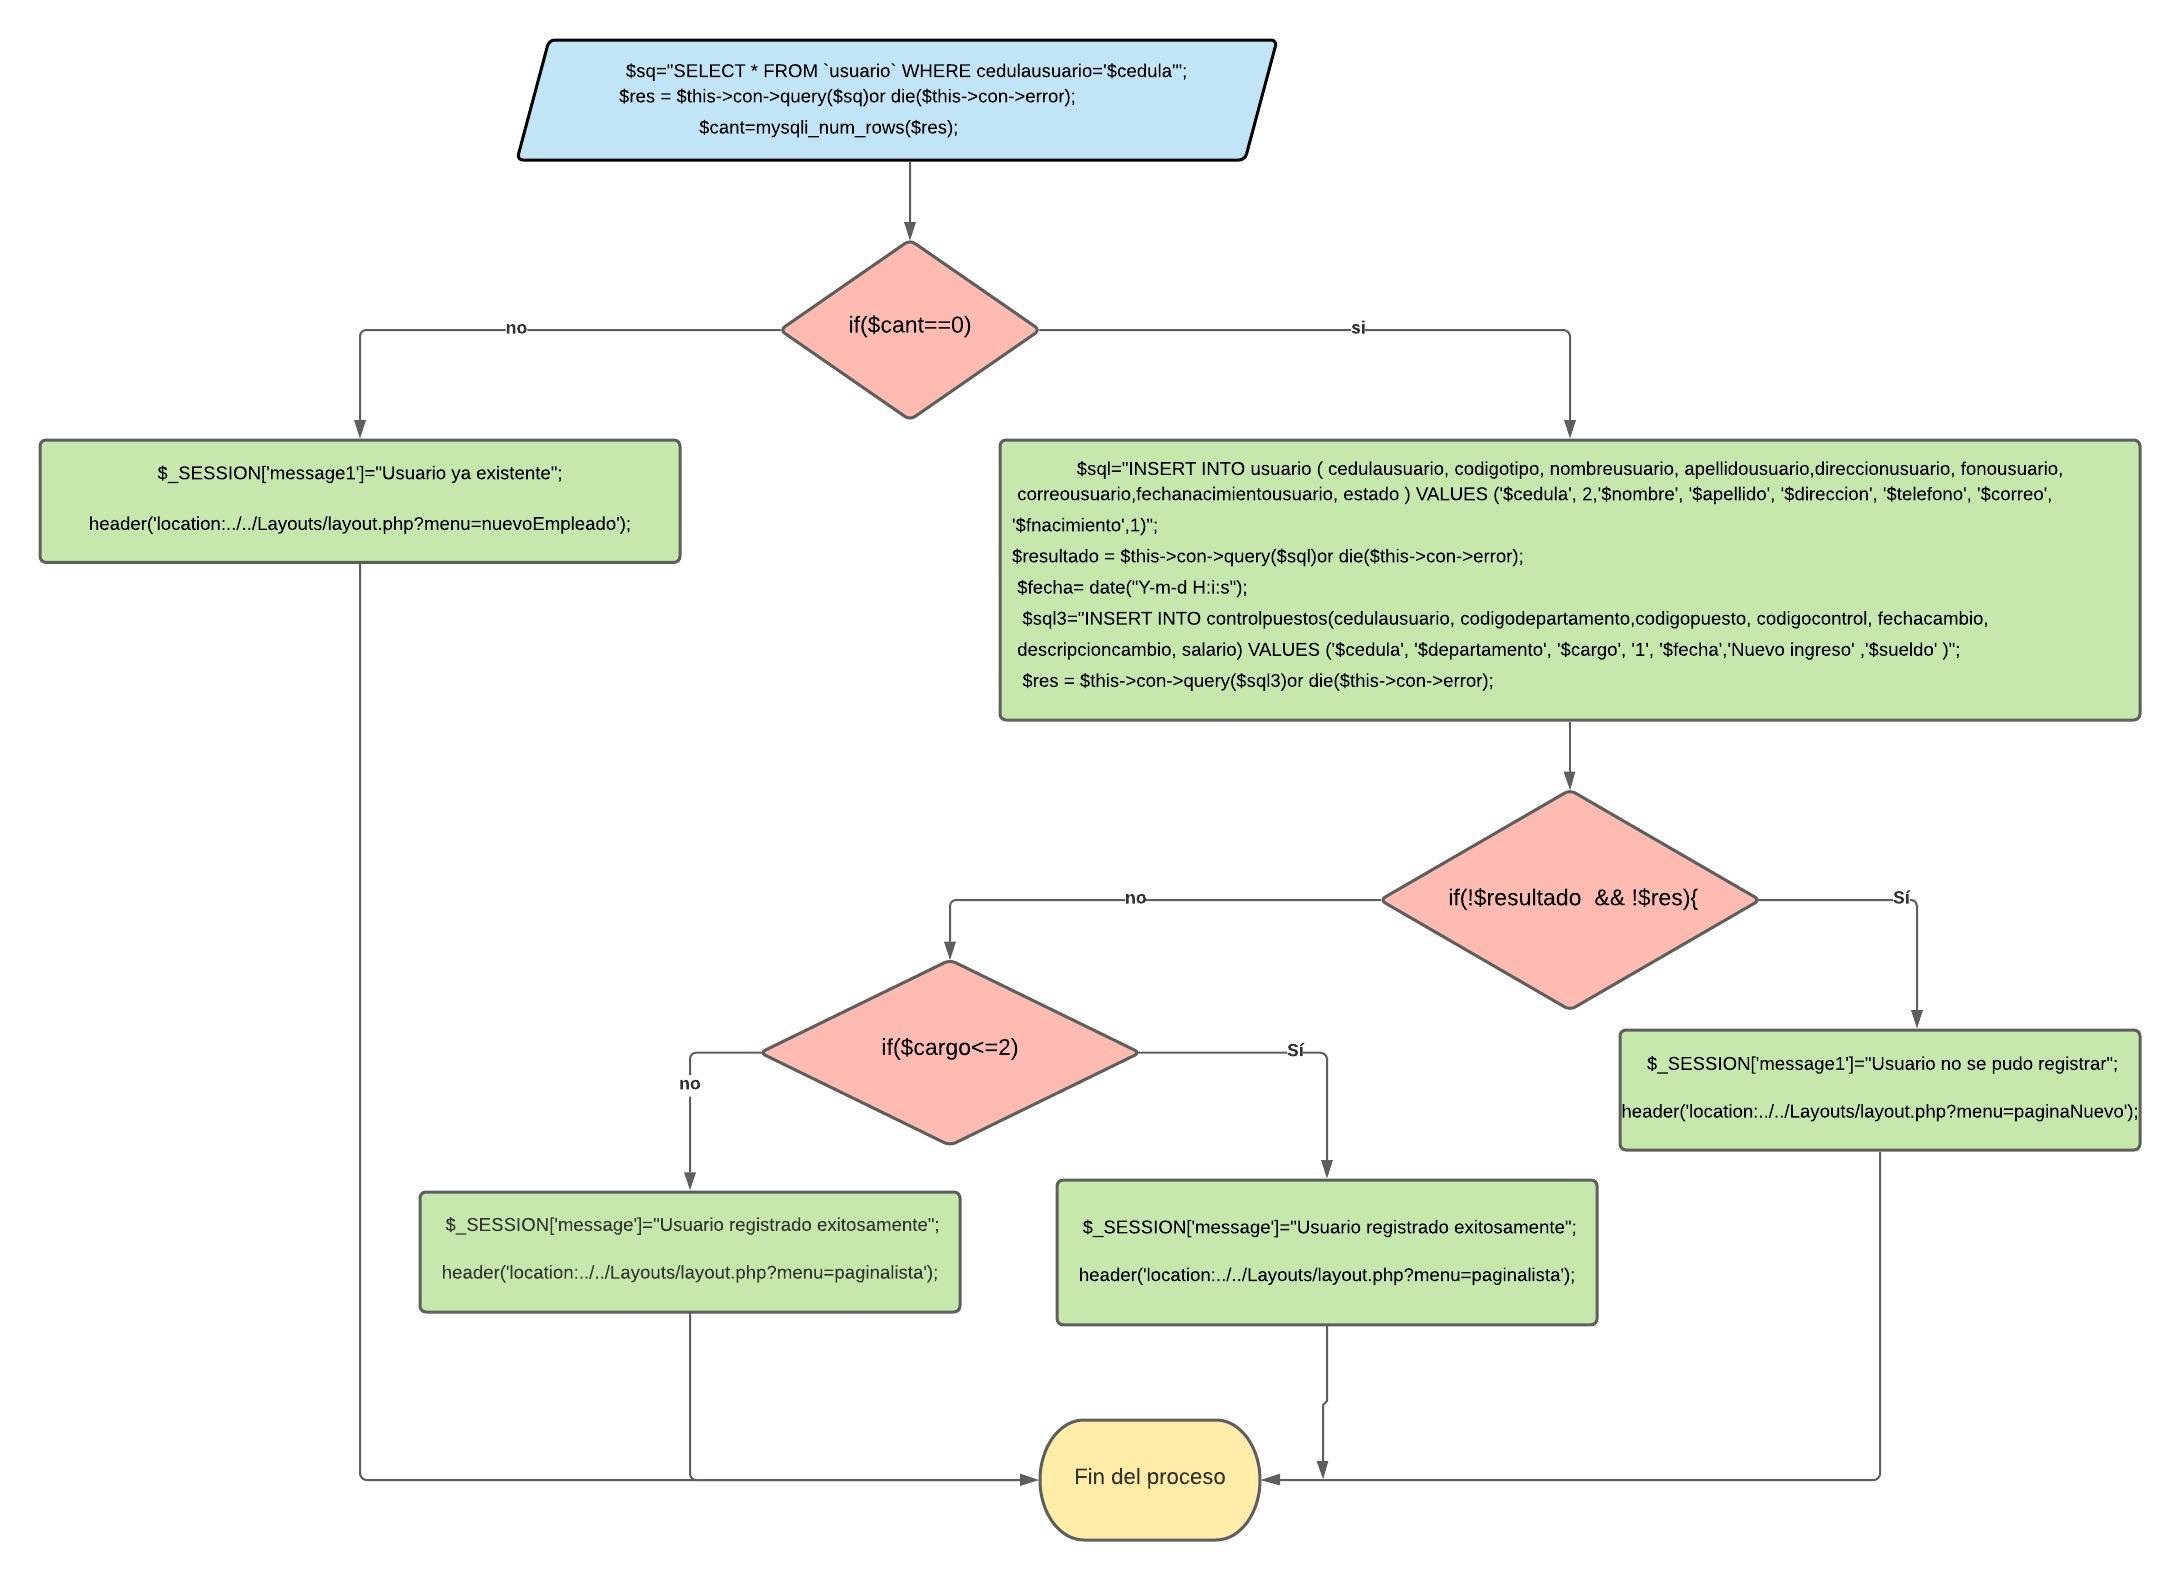 $sq="SELECT * FROM `usuario` WHERE cedulausuario='$cedula'";
$res = $this->con->query($sq)or die($this->con->error);
$cant=mysqli_num_rows($res);
if($cant==0)
no
si
$_SESSION['message1']="Usuario ya existente";
header('location:../../Layouts/layout.php?menu=nuevoEmpleado');
$sql="INSERT INTO usuario ( cedulausuario, codigotipo, nombreusuario, apellidousuario,direccionusuario, fonousuario,
correousuario,fechanacimientousuario, estado ) VALUES ('$cedula', 2,'$nombre', '$apellido', '$direccion', '$telefono', '$correo',
'$fnacimiento',1)";
$resultado = $this->con->query($sql)or die($this->con->error);
$fecha= date("Y-m-d H:i:s");
$sql3="INSERT INTO controlpuestos(cedulausuario, codigodepartamento,codigopuesto, codigocontrol, fechacambio,
descripcioncambio, salario) VALUES ('$cedula', '$departamento', '$cargo', '1', '$fecha','Nuevo ingreso' ,'$sueldo' )";
$res = $this->con->query($sql3)or die($this->con->error);
if(!$resultado  && !$res){
no
Sí
if($cargo<=2)
no
Sí
$_SESSION['message1']="Usuario no se pudo registrar";
header('location:../../Layouts/layout.php?menu=paginaNuevo');
$_SESSION['message']="Usuario registrado exitosamente";
header('location:../../Layouts/layout.php?menu=paginalista');
$_SESSION['message']="Usuario registrado exitosamente";
header('location:../../Layouts/layout.php?menu=paginalista');
Fin del proceso